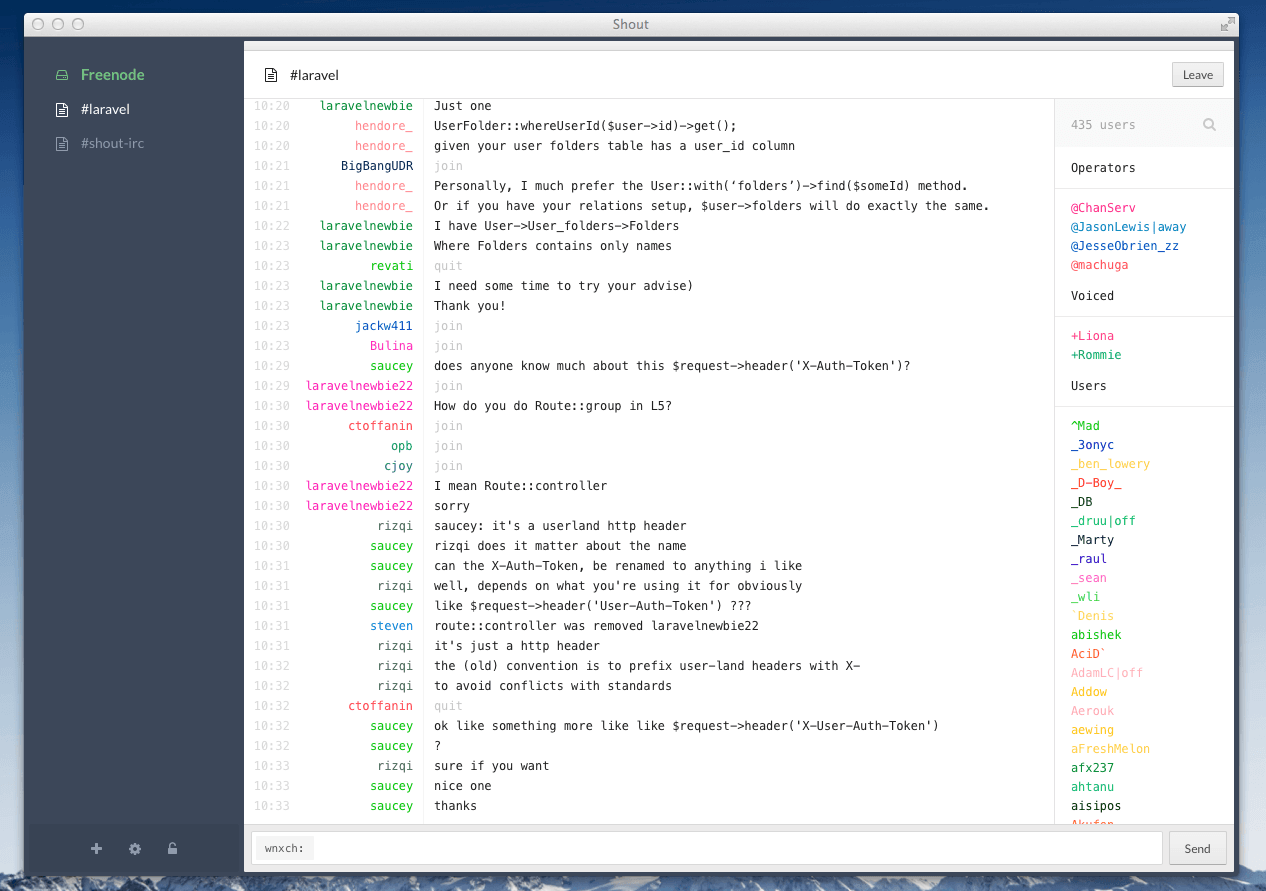 Shout
Freenode
#laravel
#shout-irc
#laravel
Leave
10:20 laravelnewbie Just one
10:20 hendore_ UserFolder::whereUserId($user->id)->get();
10:20 hendore_ given your user folders table has a user_id column
10:21 BigBangUDR join
10:21 hendore_ Personally, I much prefer the User::with(‘folders’)->find($someId) method.
10:21 hendore_ Or if you have your relations setup, $user->folders will do exactly the same.
10:22 laravelnewbie I have User->User_folders->Folders
10:23 laravelnewbie Where Folders contains only names
10:23 revati quit
10:23 laravelnewbie I need some time to try your advise)
10:23 laravelnewbie Thank you!
10:23 jackw411 join
10:23 Bulina join
10:29 saucey does anyone know much about this $request->header('X-Auth-Token')?
10:29 laravelnewbie22 join
10:30 laravelnewbie22 How do you do Route::group in L5?
10:30 ctoffanin join
10:30 opb join
10:30 cjoy join
10:30 laravelnewbie22 I mean Route::controller
10:30 laravelnewbie22 sorry
10:30 rizqi saucey: it's a userland http header
10:30 saucey rizqi does it matter about the name
10:31 saucey can the X-Auth-Token, be renamed to anything i like
10:31 rizqi well, depends on what you're using it for obviously
10:31 saucey like $request->header('User-Auth-Token') ???
10:31 steven route::controller was removed laravelnewbie22
10:31 rizqi it's just a http header
10:32 rizqi the (old) convention is to prefix user-land headers with X-
10:32 rizqi to avoid conflicts with standards
10:32 ctoffanin quit
10:32 saucey ok like something more like like $request->header('X-User-Auth-Token')
10:32 saucey ?
10:33 rizqi sure if you want
10:33 saucey nice one
10:33 saucey thanks
435 users
Operators
@ChanServ
@JasonLewis|away
@JesseObrien_zz
@machuga
Voiced
+Liona
+Rommie
Users
^Mad
_3onyc
_ben_lowery
_D-Boy_
_DB
_druu|off
_Marty
_raul
_sean
_wli
`Denis
abishek
AciD`
AdamLC|off
Addow
Aerouk
aewing
aFreshMelon
afx237
ahtanu
aisipos
wnxch:
Send